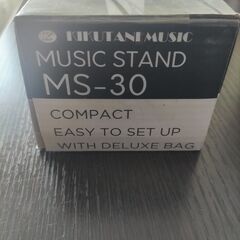 KIKUTANI MUSIC
MUSIC STAND
MS-30
COMPACT
EASY TO SET UP
WITH DELUXE BAG